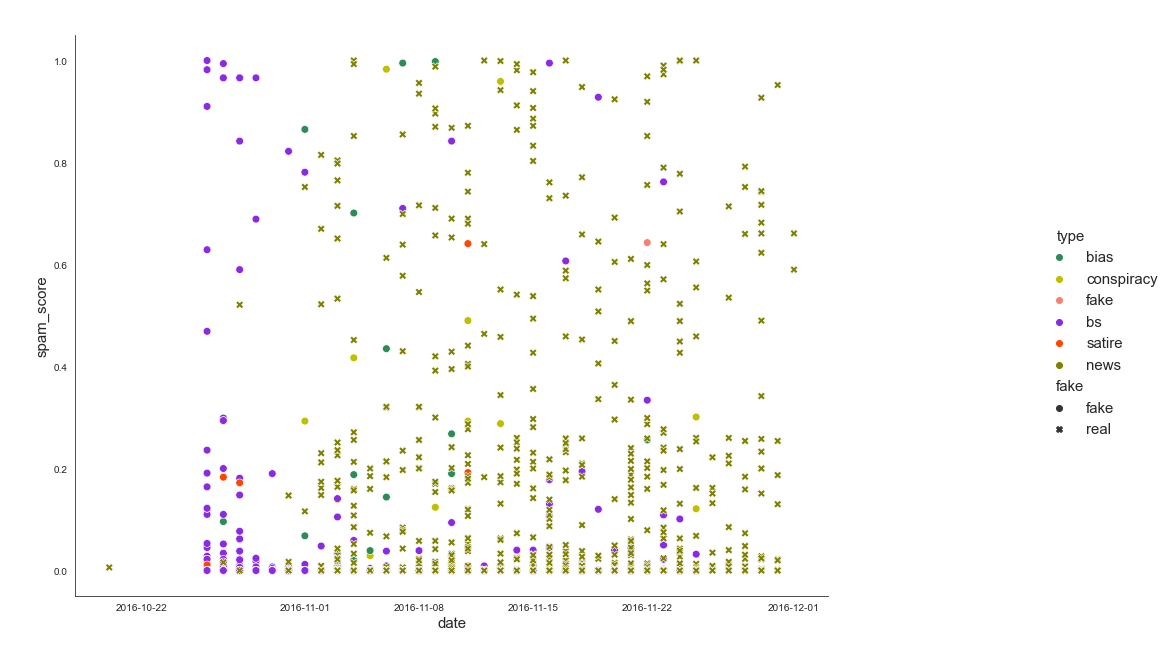 1.0
0.8
0.6
0.4
0.2
0.0
spam_score
2016-10-22
2016-11-01
2016-11-08
2016-11-15
2016-11-22
2016-12-01
date
type
bias
conspiracy
fake
bs
satire
news
fake
fake
real